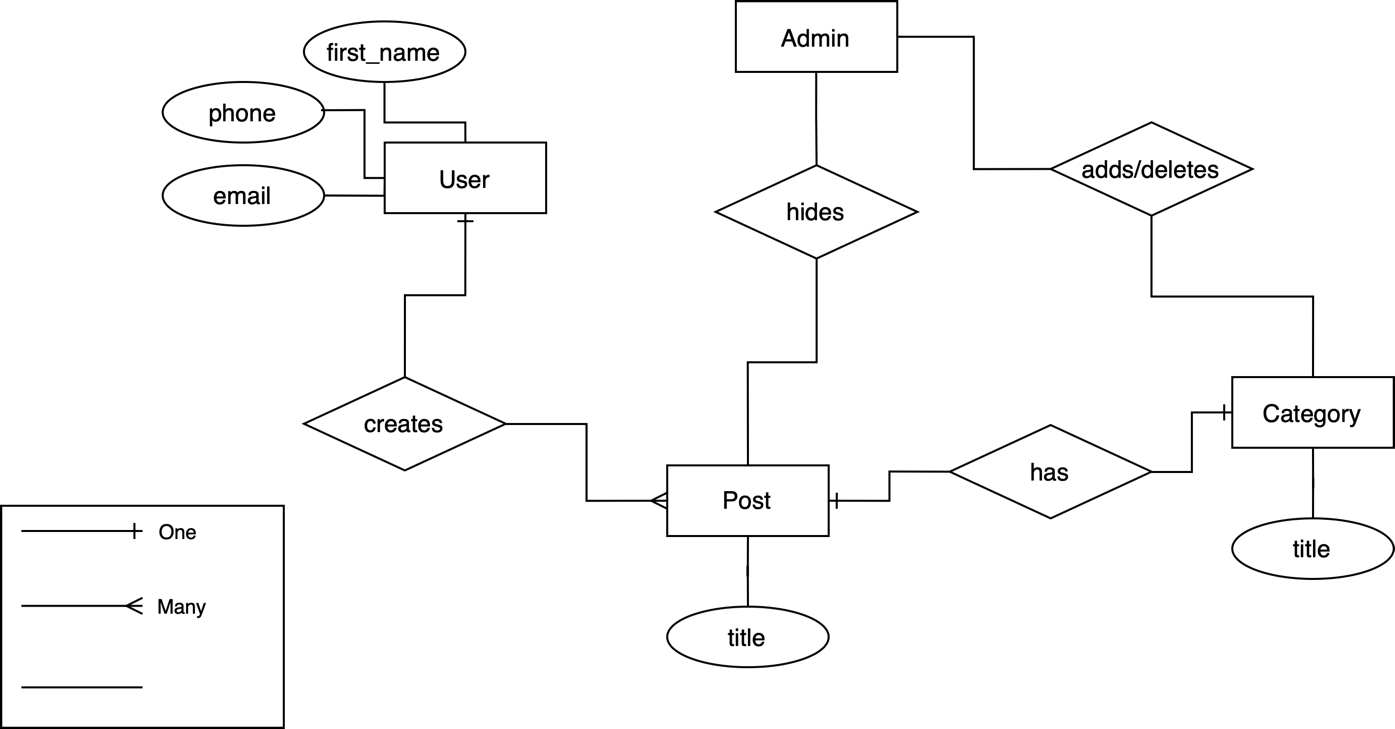 first_name
Admin
phone
User
email
adds/deletes
hides
creates
Category
has
Post
One
title
Many
title